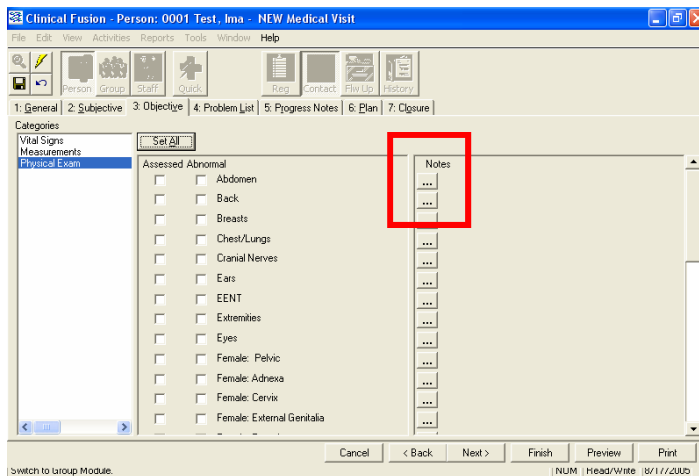 Clinical Fusion - Person: 0001 Test, Ima - NEW Medical Visit
File Edit View Activities Reports Tools Window Help
Person Group Staff Quick Reg Contact Flw Up History
1: General 2: Subjective 3: Objective 4: Problem List 5: Progress Notes 6: Plan 7: Closure
Categories
Vital Signs
Measurements
Physical Exam
Set All
Assessed Abnormal Notes
Abdomen ...
Back ...
Breasts
Chest/Lungs ...
Cranial Nerves ...
Ears ...
EENT ...
Extremities ...
Eyes ...
Female: Pelvic ...
Female: Adnexa ...
Female: Cervix ...
Female: External Genitalia ...
Cancel < Back Next > Finish Preview Print
Switch to Group Module. NUM Read/Write 8/17/2005